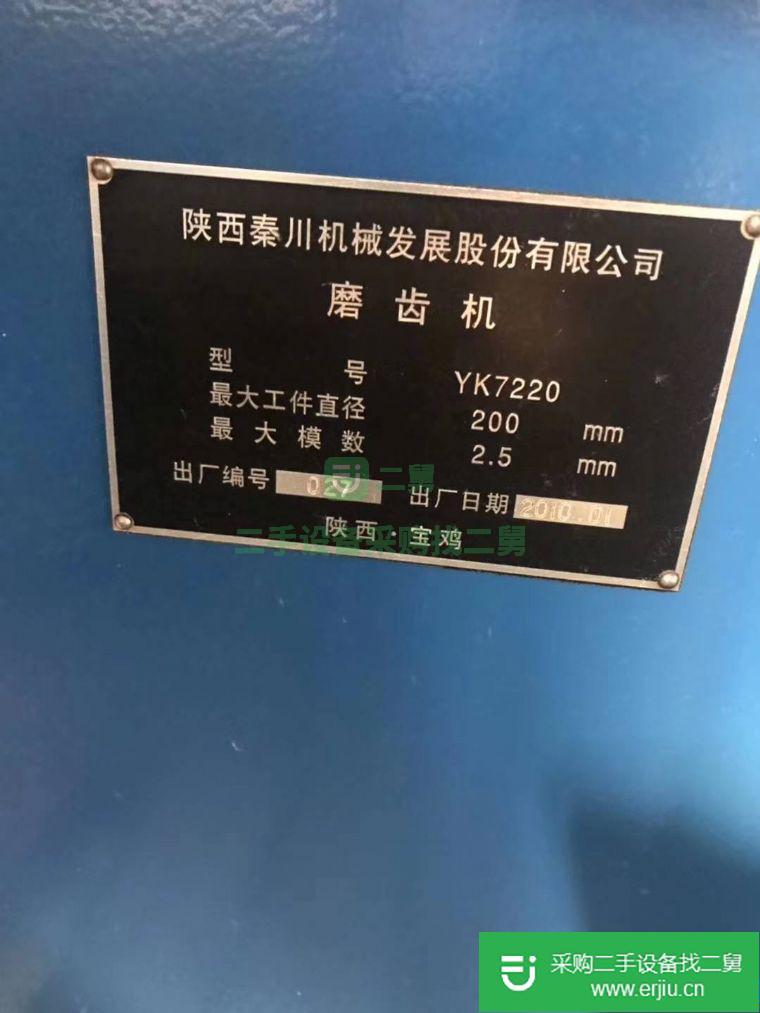 陕西秦川机械发展股份有限公司
磨齿机
型号 YK7220
最大工件直径 200 mm
最大模数 2.5 mm
出厂编号 027 出厂日期 2010.01
陕西·宝鸡
二舅
二手设备采购找二舅
采购二手设备找二舅
www.erjiu.cn